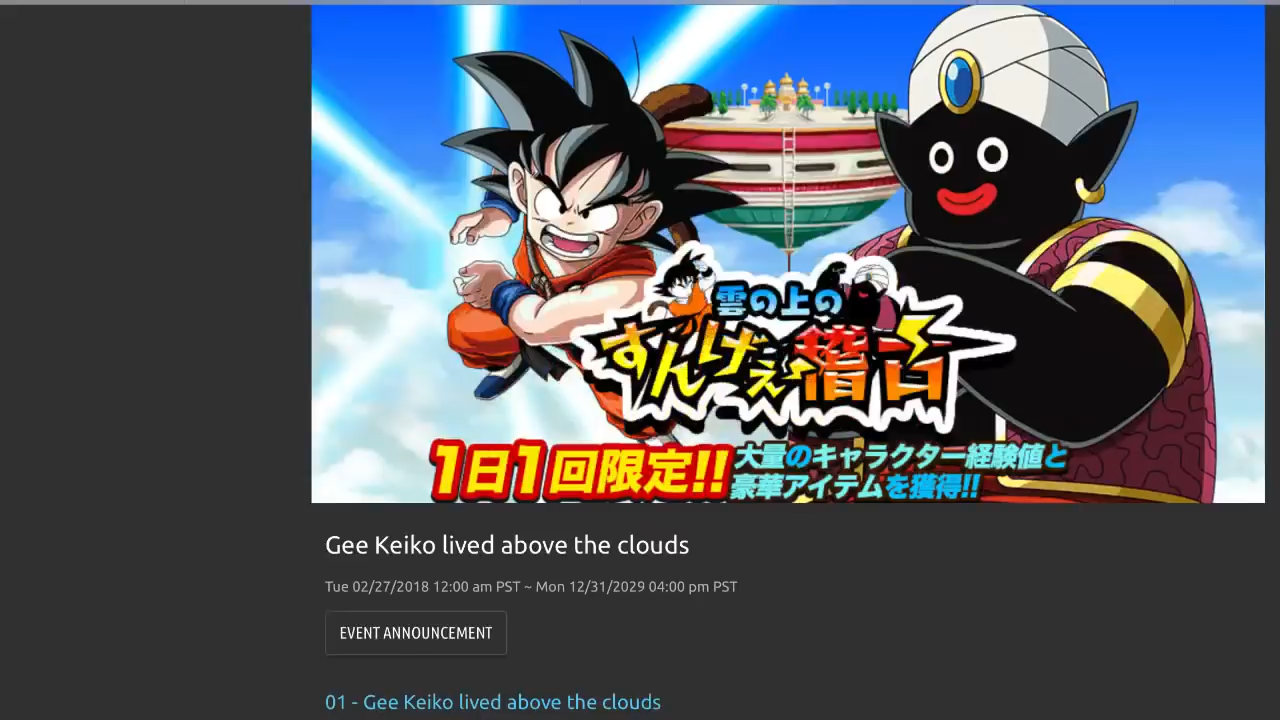 雲の上の
すんげぇ稽古
1日1回限定!!
大量のキャラクター経験値と
豪華アイテムを獲得!!
Gee Keiko lived above the clouds
Tue 02/27/2018 12:00 am PST ~ Mon 12/31/2029 04:00 pm PST
EVENT ANNOUNCEMENT
01 - Gee Keiko lived above the clouds